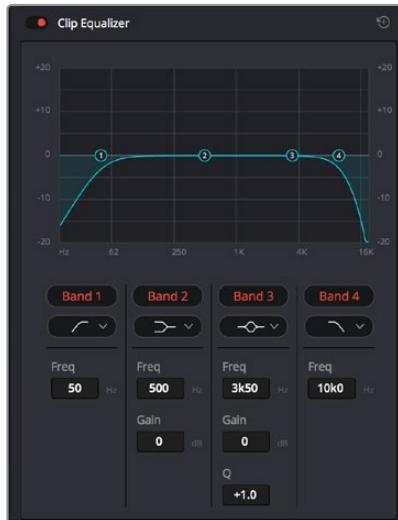 Clip Equalizer
+20 +20
+10 +10
0 1 2 3 4 0
-10 -10
-20 -20
Hz 62 250 1K 4K 16K
Band 1 Band 2 Band 3 Band 4
Freq Freq Freq Freq
50 Hz 500 Hz 3k50 Hz 10k0 Hz
Gain Gain
0 dB 0 dB
Q
+1.0